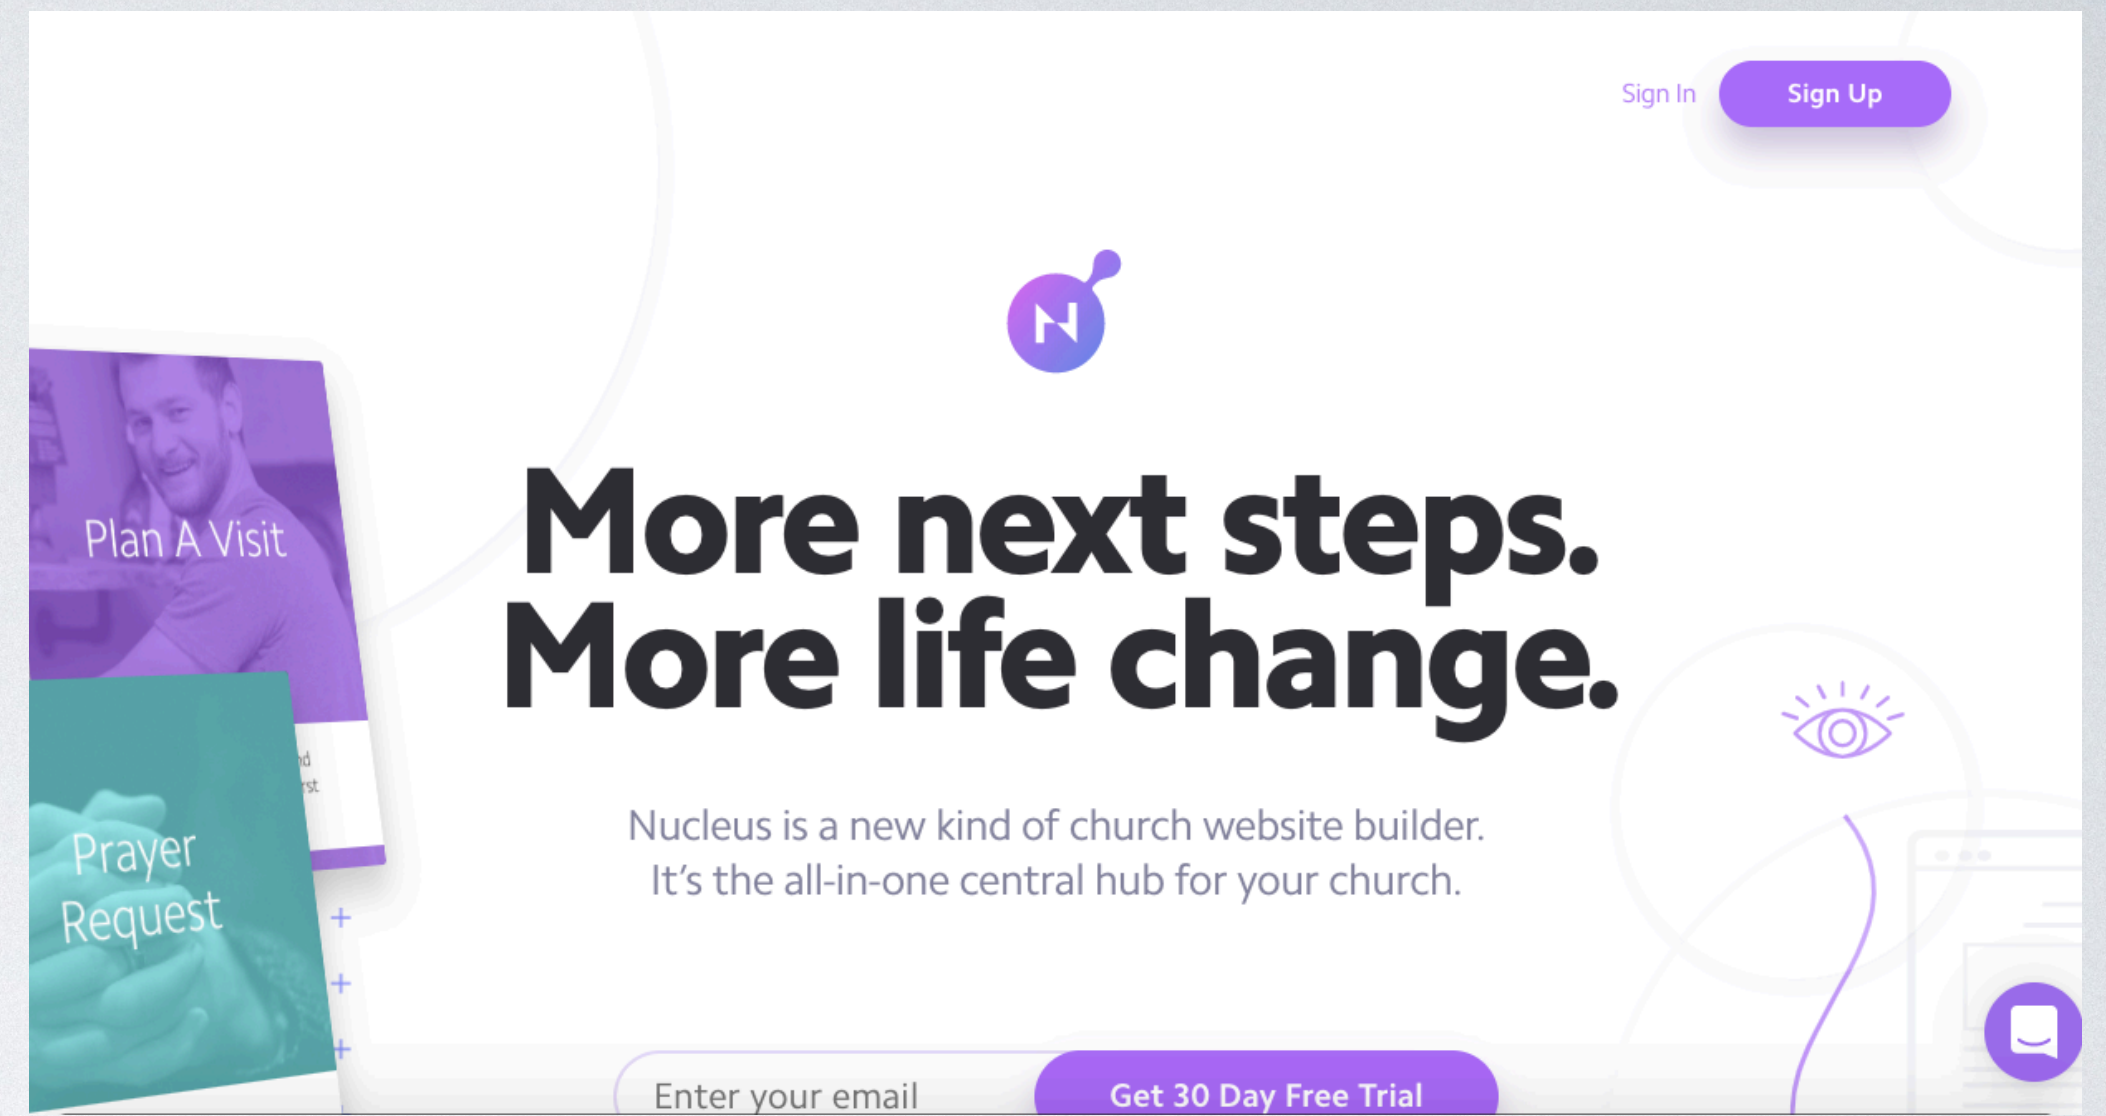 Sign In
Sign Up
N
More next steps.
More life change.
Plan A Visit
Nucleus is a new kind of church website builder.
It's the all-in-one central hub for your church.
Prayer
Request
Enter your email
Get 30 Day Free Trial